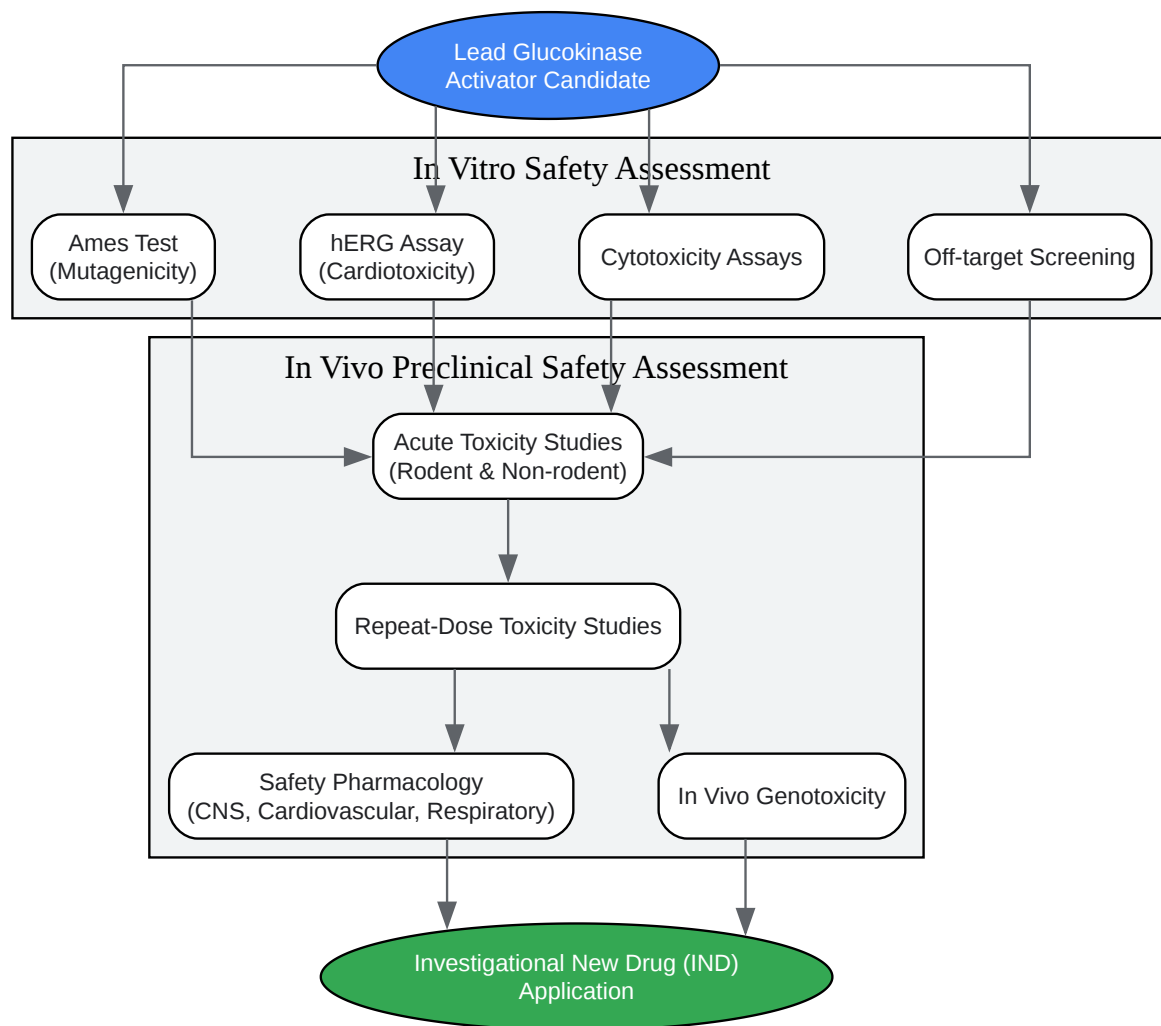 Lead Glucokinase
Activator Candidate
In Vitro Safety Assessment
Ames Test
(Mutagenicity)
hERG Assay
(Cardiotoxicity)
Cytotoxicity Assays
Off-target Screening
In Vivo Preclinical Safety Assessment
Acute Toxicity Studies
(Rodent & Non-rodent)
Repeat-Dose Toxicity Studies
Safety Pharmacology
(CNS, Cardiovascular, Respiratory)
In Vivo Genotoxicity
Investigational New Drug (IND)
Application